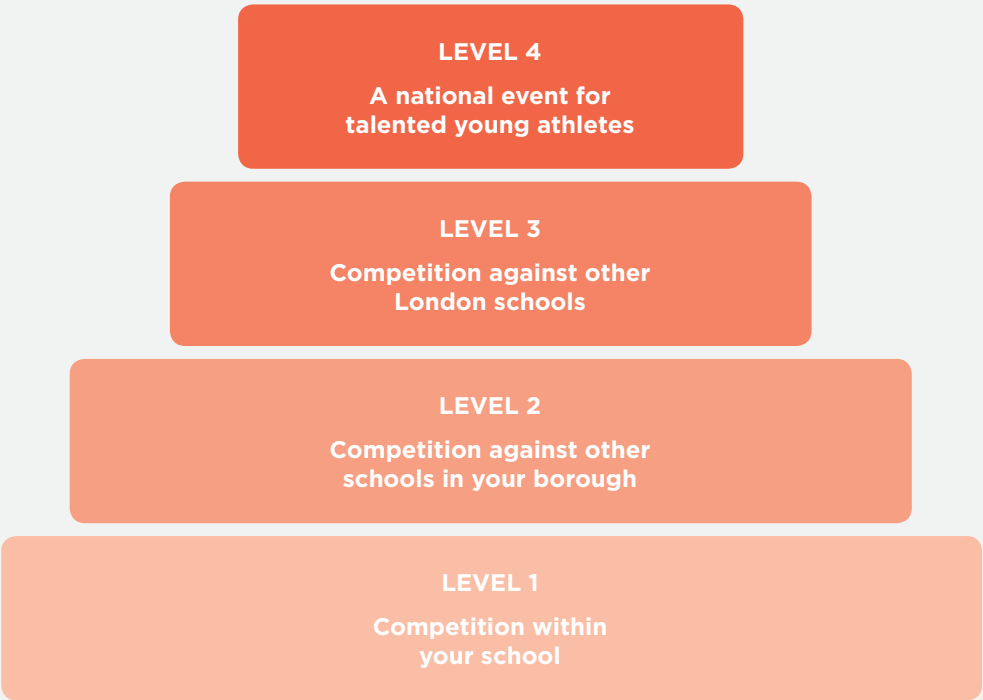 LEVEL 4
A national event for
talented young athletes
LEVEL 3
Competition against other
London schools
LEVEL 2
Competition against other
schools in your borough
LEVEL 1
Competition within
your school